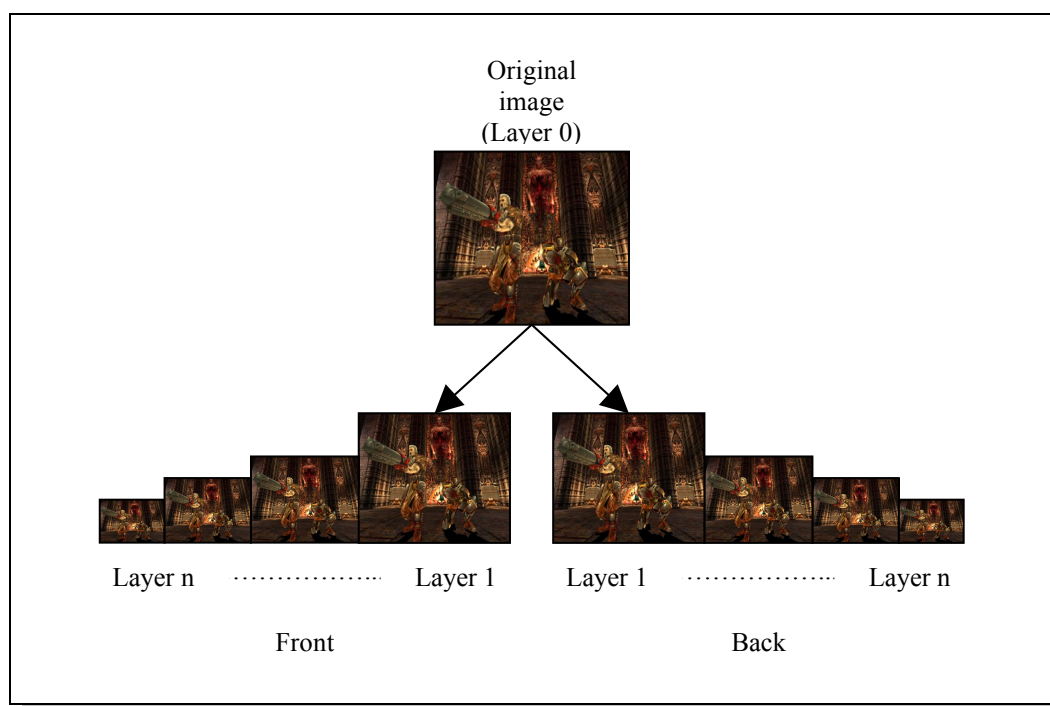 Original
image
(Layer 0)
Layer n ................... Layer 1
Layer 1 ................... Layer n
Front
Back